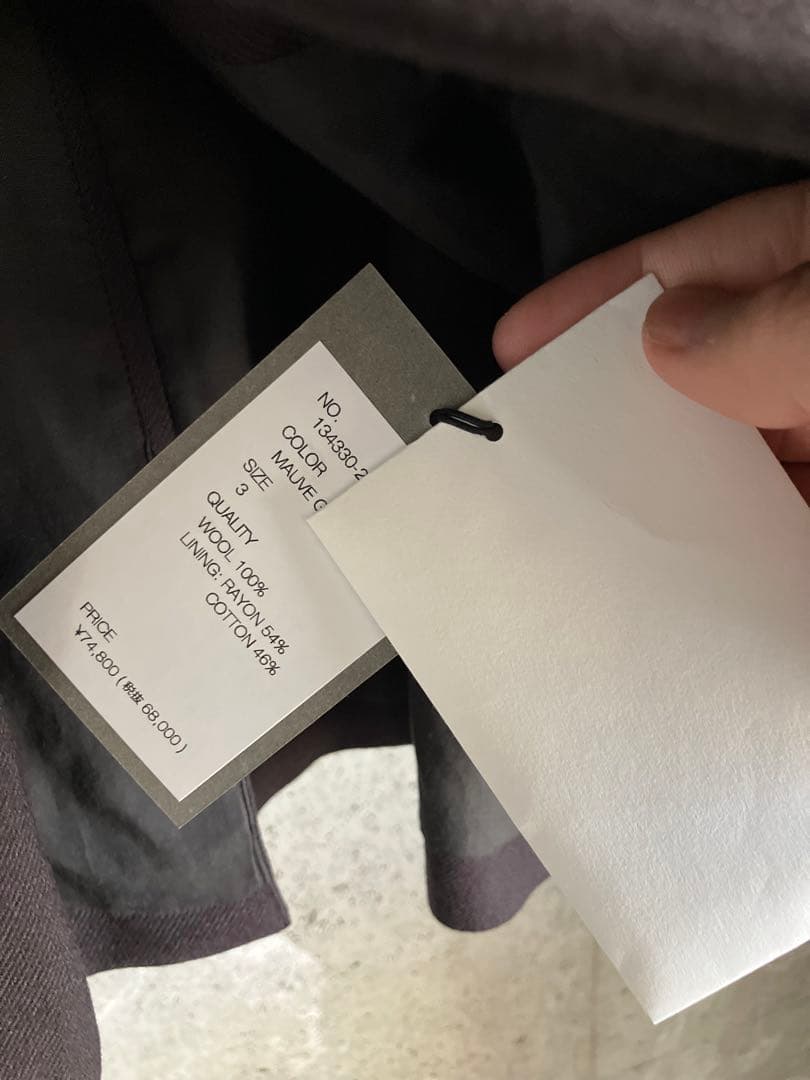 NO.
134330-2
COLOR
MAUVE
SIZE
3
QUALITY
WOOL 100%
LINING: RAYON 54%
COTTON 46%
PRICE
¥74,800 (税抜 68,000)